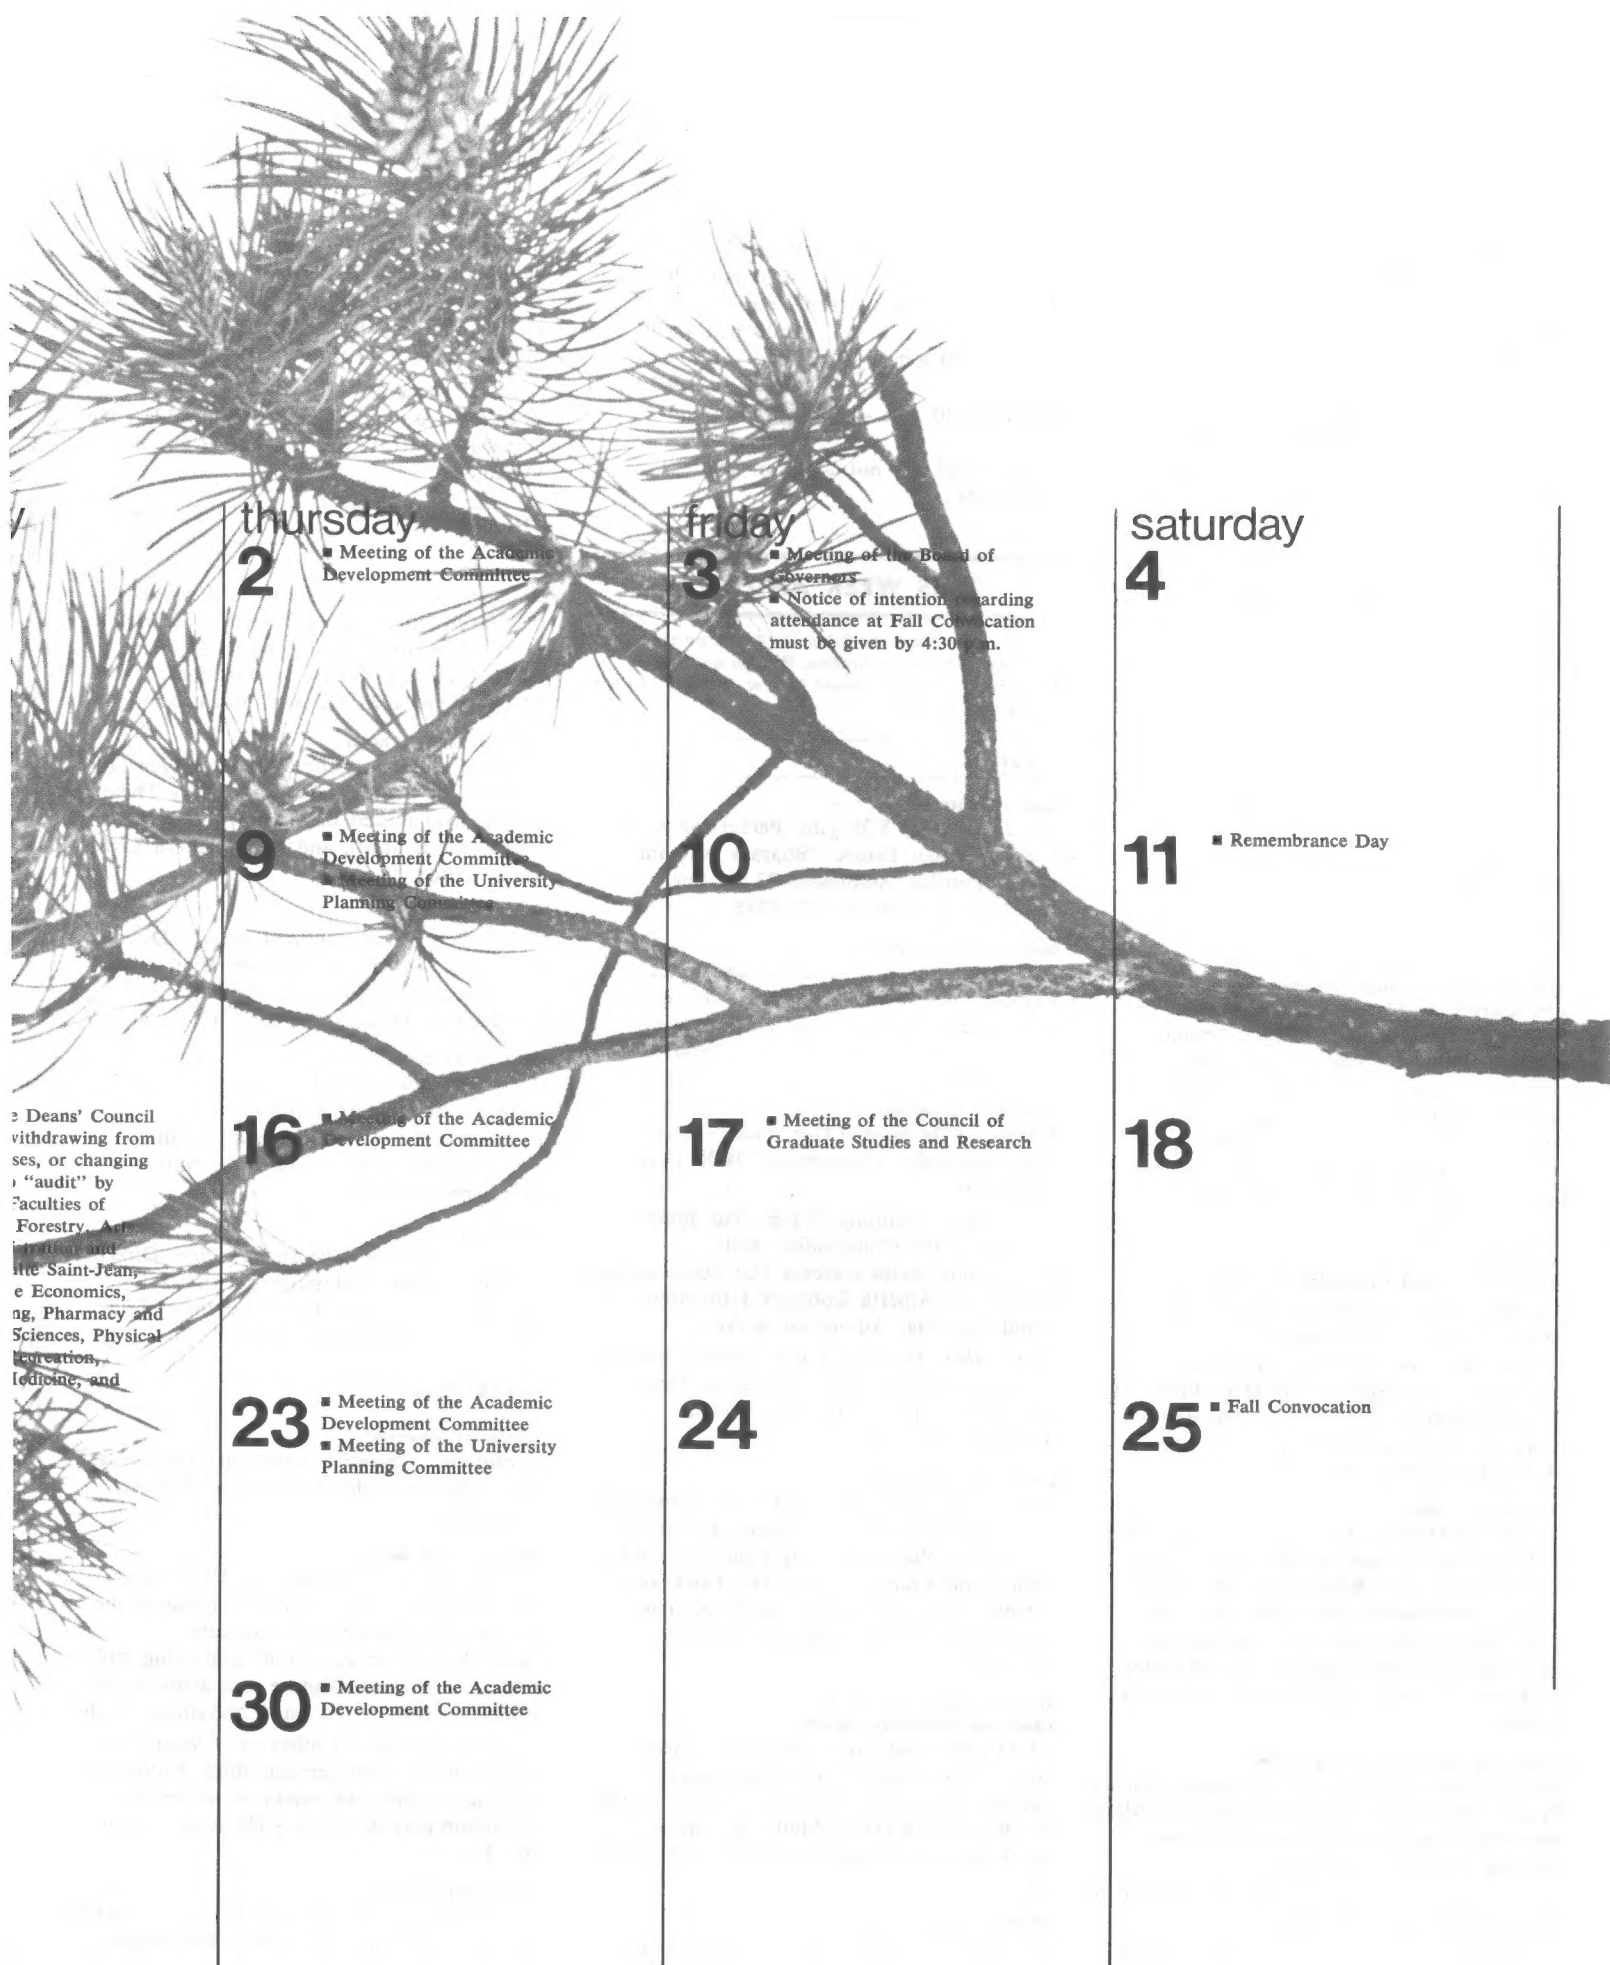 y
thursday
2
■ Meeting of the Academic
Development Committee
friday
3
■ Meeting of the Board of
Governors
■ Notice of intention regarding
attendance at Fall Convocation
must be given by 4:30 p.m.
saturday
4
9
■ Meeting of the Academic
Development Committee
■ Meeting of the University
Planning Committee
10
11
■ Remembrance Day
Deans' Council
withdrawing from
ses, or changing
"audit" by
Faculties of
Forestry, Arts
and
Saint-Jean,
e Economics,
ng, Pharmacy and
Sciences, Physical
Recreation,
Medicine, and
16
■ Meeting of the Academic
Development Committee
17
■ Meeting of the Council of
Graduate Studies and Research
18
23
■ Meeting of the Academic
Development Committee
■ Meeting of the University
Planning Committee
24
25
■ Fall Convocation
30
■ Meeting of the Academic
Development Committee